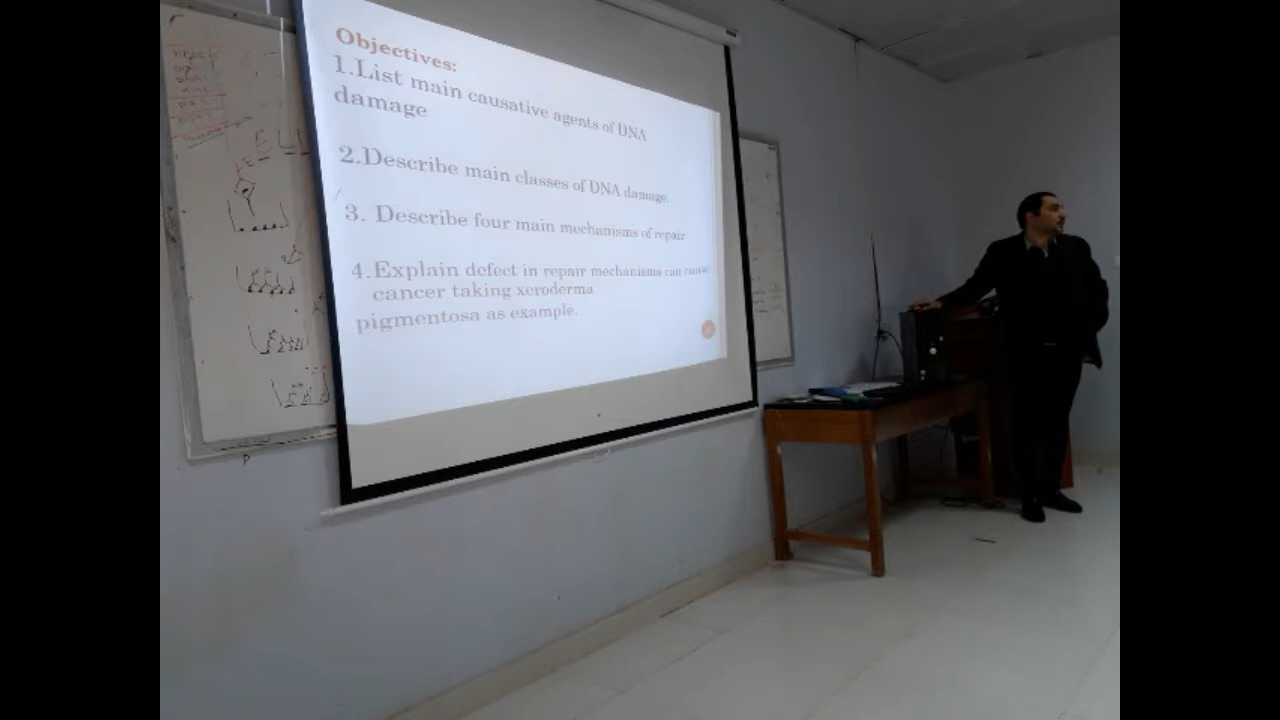 Objectives:
1.List main causative agents of DNA
damage
2.Describe main classes of DNA damage.
3. Describe four main mechanisms of repair
4.Explain defect in repair mechanisms can cause
cancer taking xeroderma
pigmentosa as example.